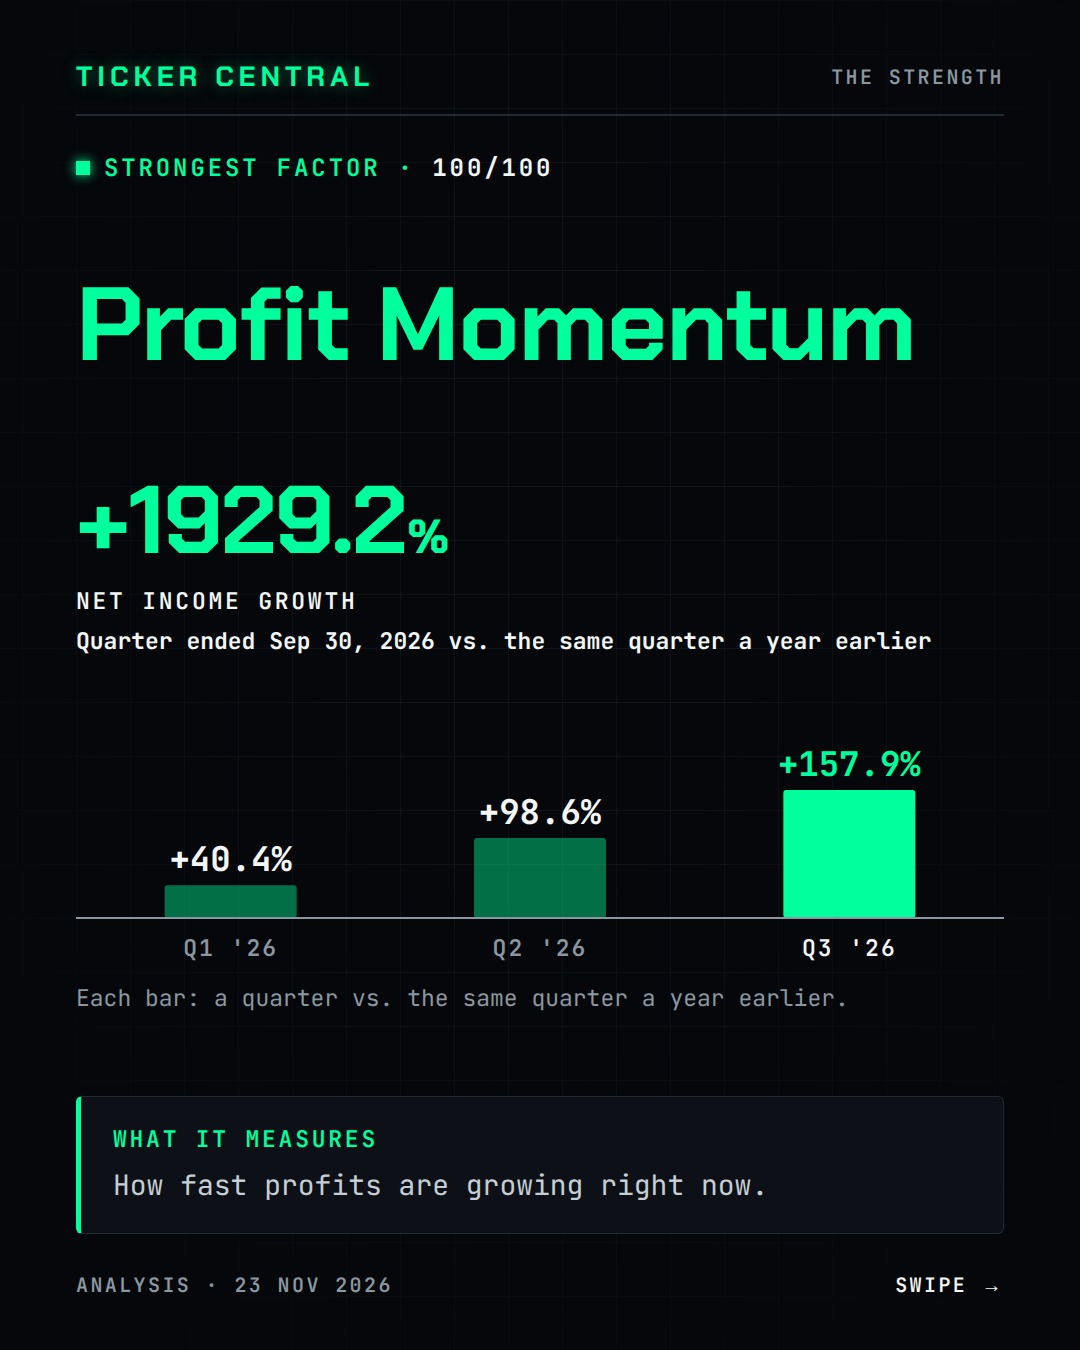 TICKER CENTRAL
THE STRENGTH
STRONGEST FACTOR · 100/100
Profit Momentum
+1929.2%
NET INCOME GROWTH
Quarter ended Sep 30, 2026 vs. the same quarter a year earlier
+40.4%
+98.6%
+157.9%
Q1 '26
Q2 '26
Q3 '26
Each bar: a quarter vs. the same quarter a year earlier.
WHAT IT MEASURES
How fast profits are growing right now.
ANALYSIS · 23 NOV 2026
SWIPE →